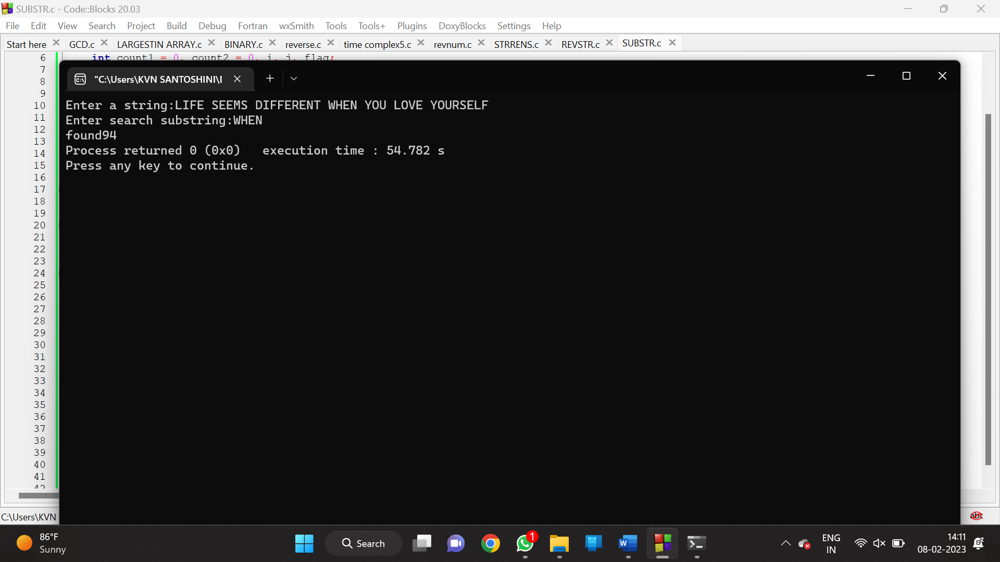 SUBSTR.c - Code::Blocks 20.03
File Edit View Search Project Build Debug Fortran wxSmith Tools Tools+ Plugins DoxyBlocks Settings Help
Start here GCD.c LARGESTIN ARRAY.c BINARY.c reverse.c time complex5.c revnum.c STRRENS.c REVSTR.c SUBSTR.c
6 int count1 = 0, count2 = 0, i, j, flag;
7
8
9
10
11
12
13
14
15
16
17
18
19
20
21
22
23
24
25
26
27
28
29
30
31
32
33
34
35
36
37
38
39
40
41
42
"C:\Users\KVN SANTOSHINI\
Enter a string:LIFE SEEMS DIFFERENT WHEN YOU LOVE YOURSELF
Enter search substring:WHEN
found94
Process returned 0 (0x0)   execution time : 54.782 s
Press any key to continue.
C:\Users\KVN
abc
86°F
Sunny
Search
1
ENG
IN
14:11
08-02-2023